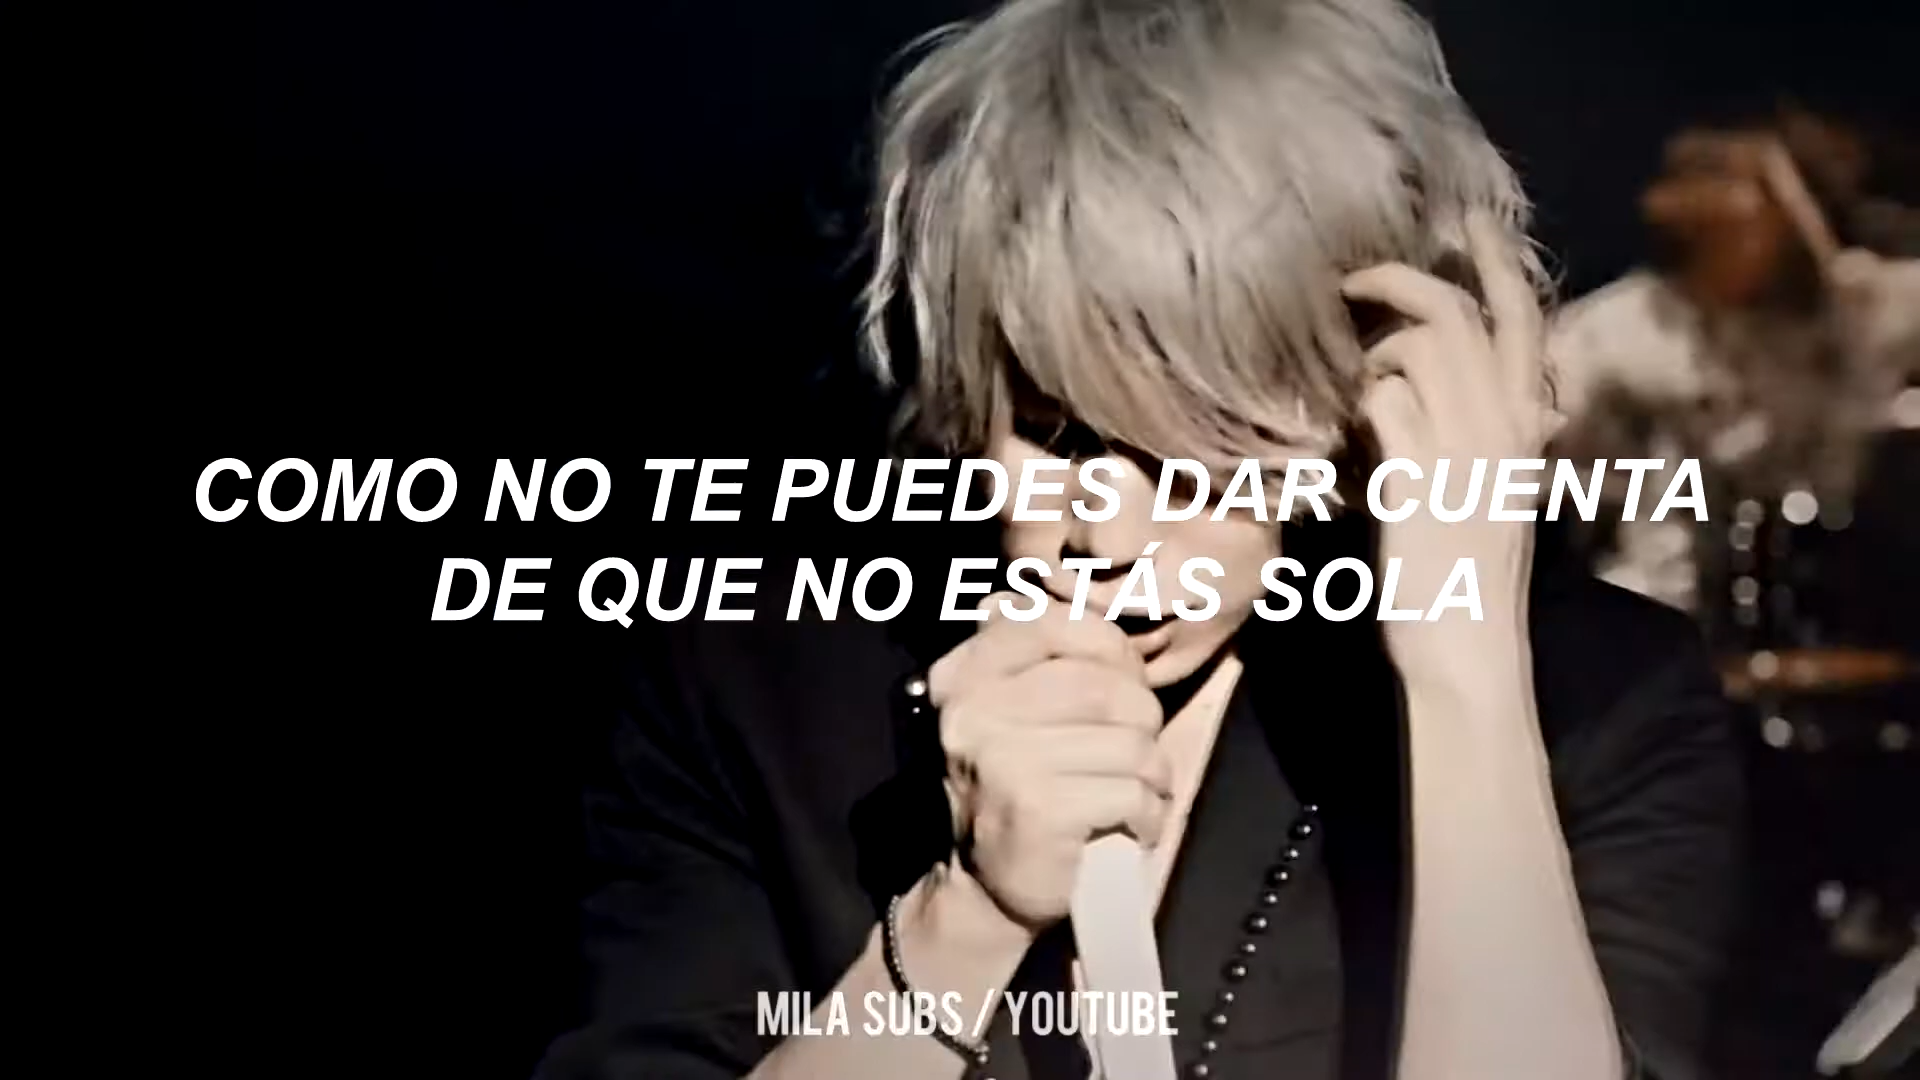 COMO NO TE PUEDES DAR CUENTA
DE QUE NO ESTÁS SOLA
MILA SUBS / YOUTUBE